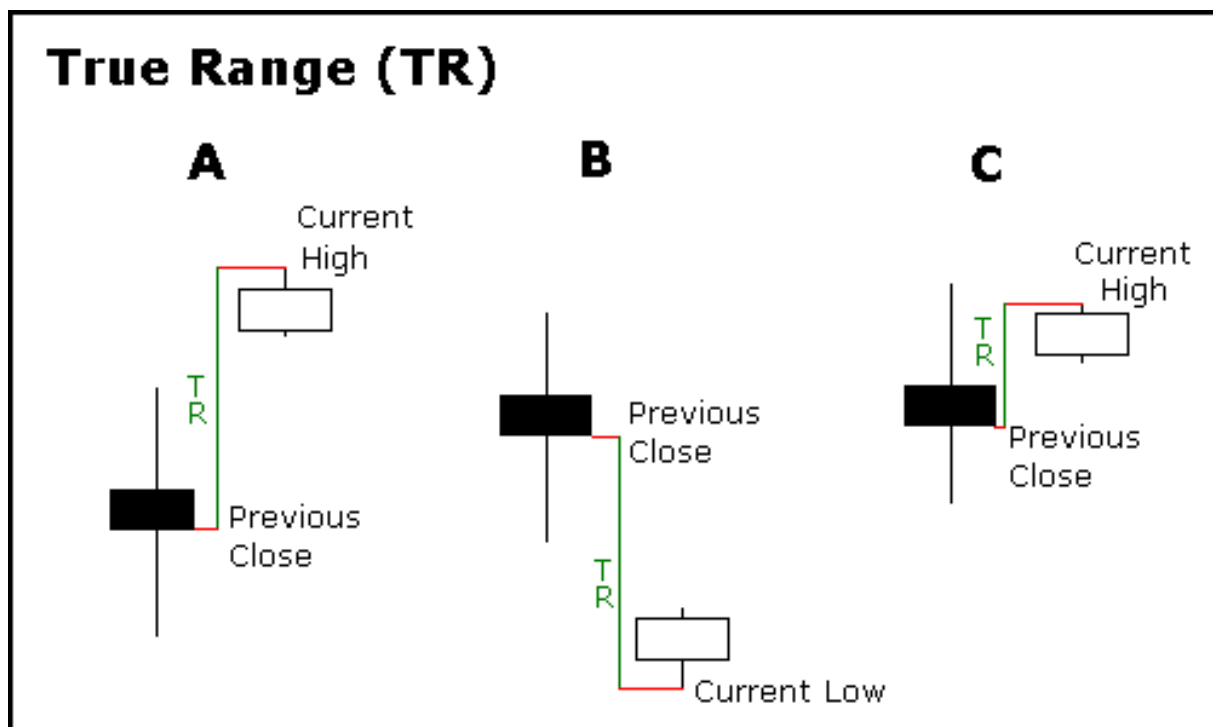 True Range (TR)
A
Current
High
T
R
Previous
Close
B
Previous
Close
T
R
Current Low
C
Current
High
T
R
Previous
Close